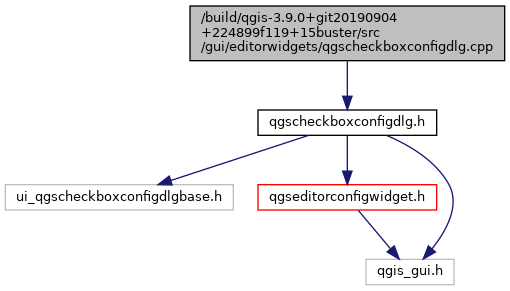 /build/qgis-3.9.0+git20190904
+224899f119+15buster/src
/gui/editorwidgets/qgscheckboxconfigdlg.cpp
qgscheckboxconfigdlg.h
ui_qgscheckboxconfigdlgbase.h
qgseditorconfigwidget.h
qgis_gui.h